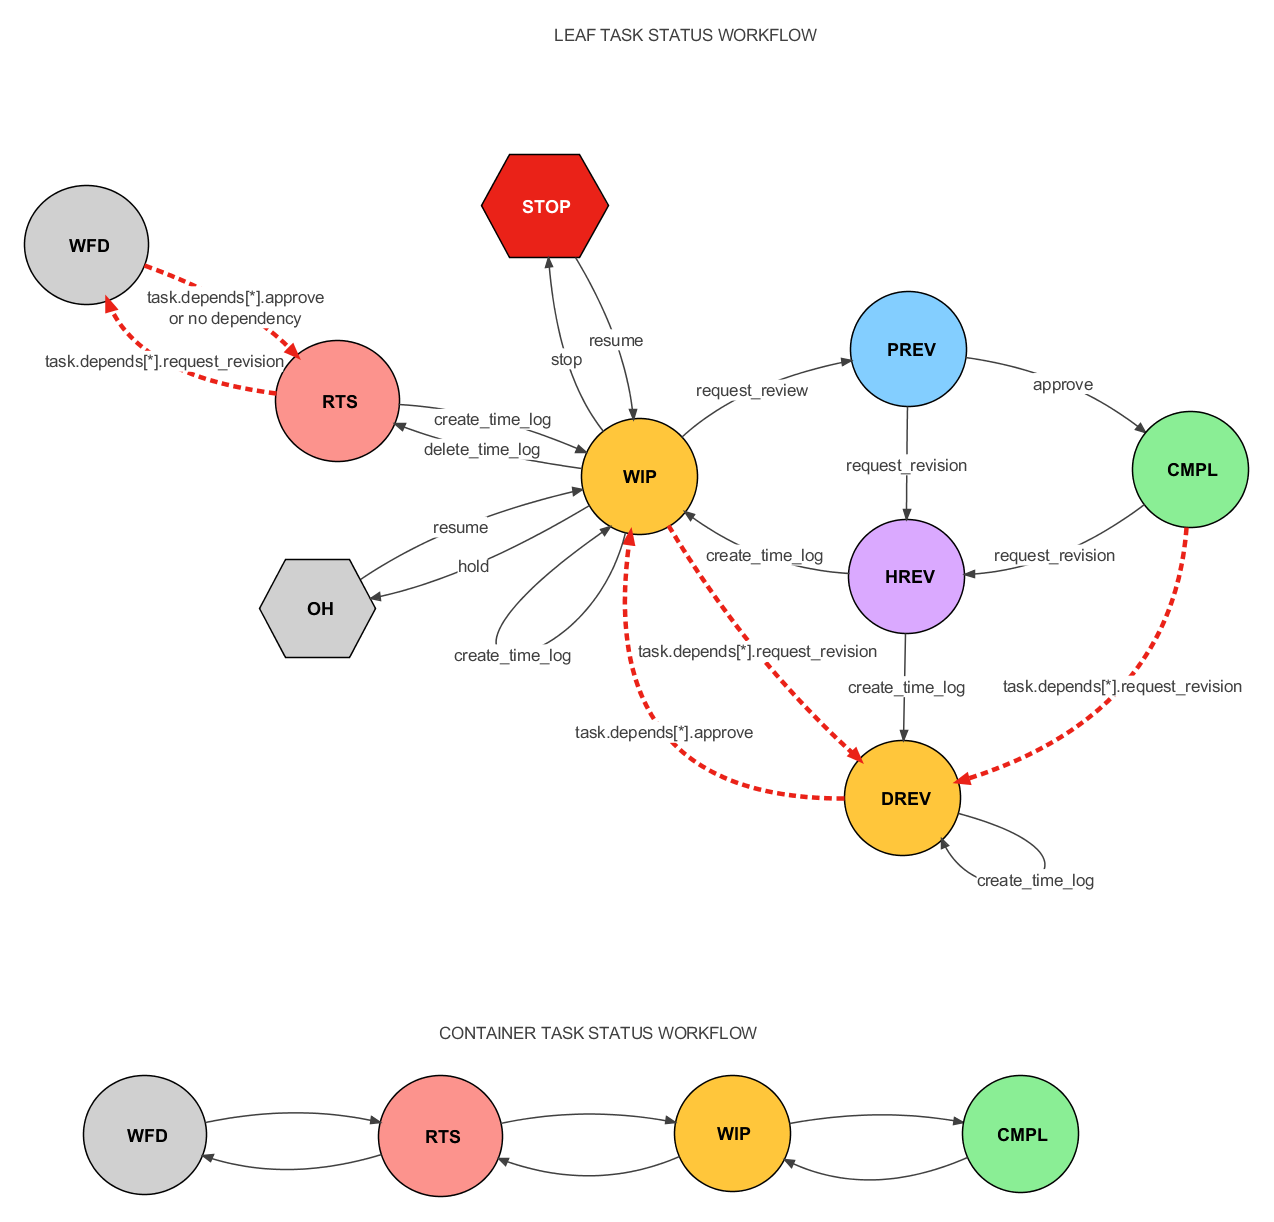 LEAF TASK STATUS WORKFLOW
STOP
WFD
task.depends[*].approve
or no dependency
resume
PREV
stop
task.depends[*].request_revision
approve
request_review
RTS
create_time_log
delete_time_log
request_revision
CMPL
WIP
resume
create_time_log
request_revision
hold
HREV
OH
create_time_log
task.depends[*].request_revision
create_time_log
task.depends[*].request_revision
task.depends[*].approve
DREV
create_time_log
CONTAINER TASK STATUS WORKFLOW
WFD
RTS
WIP
CMPL